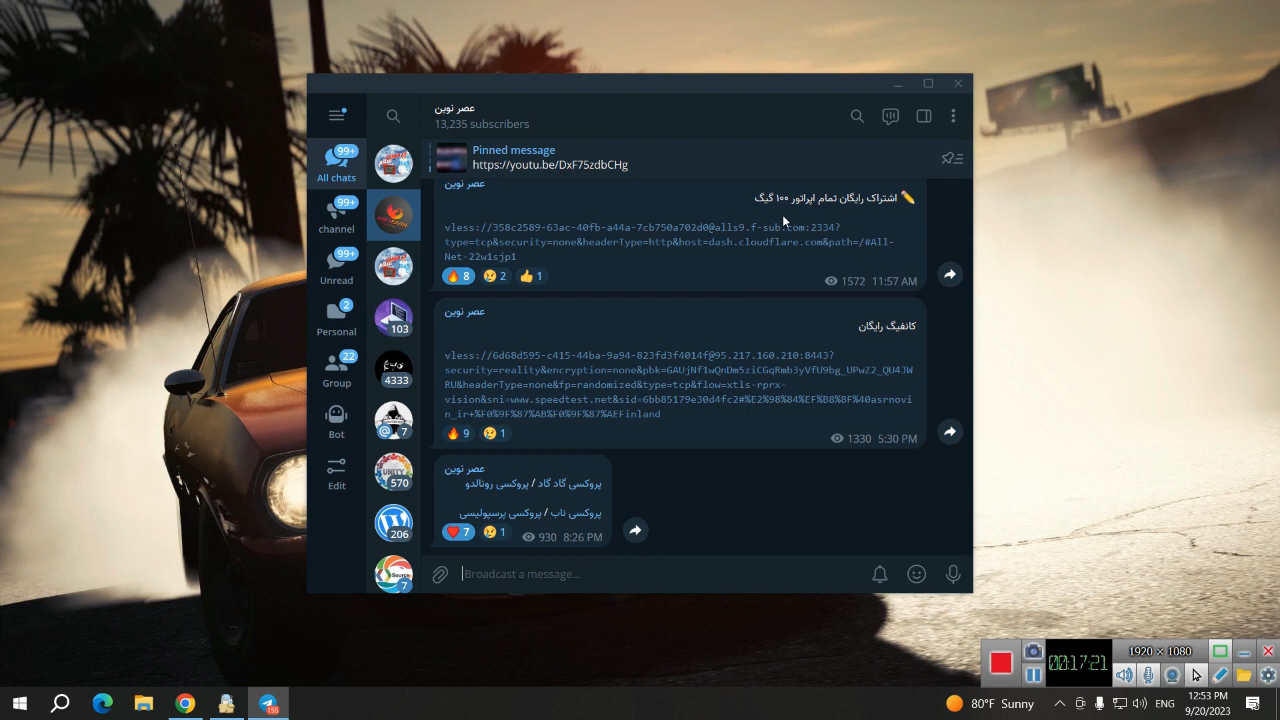 عصر نوین
13,235 subscribers
Pinned message
https://youtu.be/DxF75zdbCHg
99+
All chats
99+
channel
99+
Unread
2
Personal
22
Group
Bot
Edit
103
4333
@ 7
570
206
7
عصر نوین
✏️ اشتراک رایگان تمام اپراتور ۱۰۰ گیگ
vless://358c2589-63ac-40fb-a44a-7cb750a702d0@alls9.f-sub.com:2334?
type=tcp&security=none&headerType=http&host=dash.cloudflare.com&path=/#All-
Net-22w1sjp1
🔥 8 😢 2 👍 1
1572 11:57 AM
عصر نوین
کانفیگ رایگان
vless://6d68d595-c415-44ba-9a94-823fd3f4014f@95.217.160.210:8443?
security=reality&encryption=none&pbk=GAUjNf1wQnDm5ziCGqRmb3yVfU9bg_UPwZ2_QU4JW
RU&headerType=none&fp=randomized&type=tcp&flow=xtls-rprx-
vision&sni=www.speedtest.net&sid=6bb85179e30d4fc2#%E2%98%84%EF%B8%8F%40asrnovi
n_ir+%F0%9F%87%AB%F0%9F%87%AEFinland
🔥 9 😢 1
1330 5:30 PM
عصر نوین
پروکسی گاد گاد / پروکسی رونالدو
پروکسی ناب / پروکسی پرسپولیسی
❤️ 7 😢 1
930 8:26 PM
Broadcast a message...
1920 × 1080
00:17:21
155
80°F Sunny
ENG
12:53 PM
9/20/2023